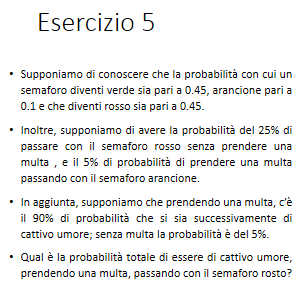 Esercizio 5
• Supponiamo di conoscere che la probabilità con cui un
semaforo diventi verde sia pari a 0.45, arancione pari a
0.1 e che diventi rosso sia pari a 0.45.
• Inoltre, supponiamo di avere la probabilità del 25% di
passare con il semaforo rosso senza prendere una
multa , e il 5% di probabilità di prendere una multa
passando con il semaforo arancione.
• In aggiunta, supponiamo che prendendo una multa, c'è
il 90% di probabilità che si sia successivamente di
cattivo umore; senza multa la probabilità è del 5%.
• Qual è la probabilità totale di essere di cattivo umore,
prendendo una multa, passando con il semaforo rosto?